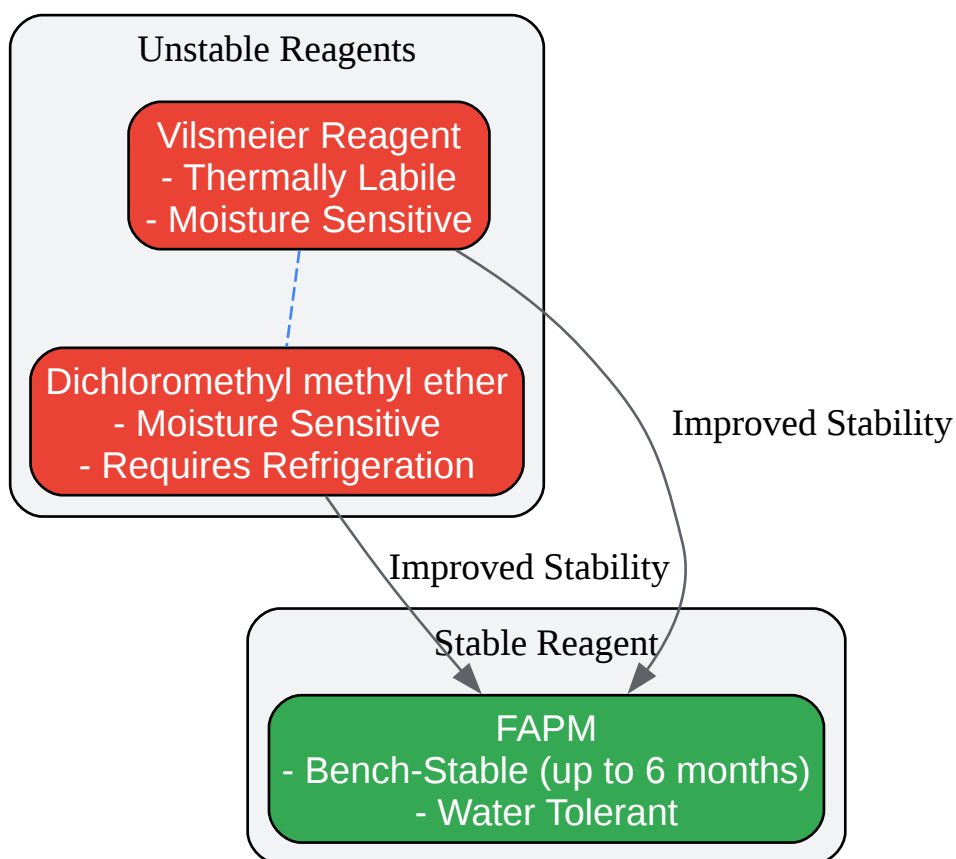 Unstable Reagents
Vilsmeier Reagent
- Thermally Labile
- Moisture Sensitive
Dichloromethyl methyl ether
- Moisture Sensitive
- Requires Refrigeration
Improved Stability
Improved Stability
Stable Reagent
FAPM
- Bench-Stable (up to 6 months)
- Water Tolerant